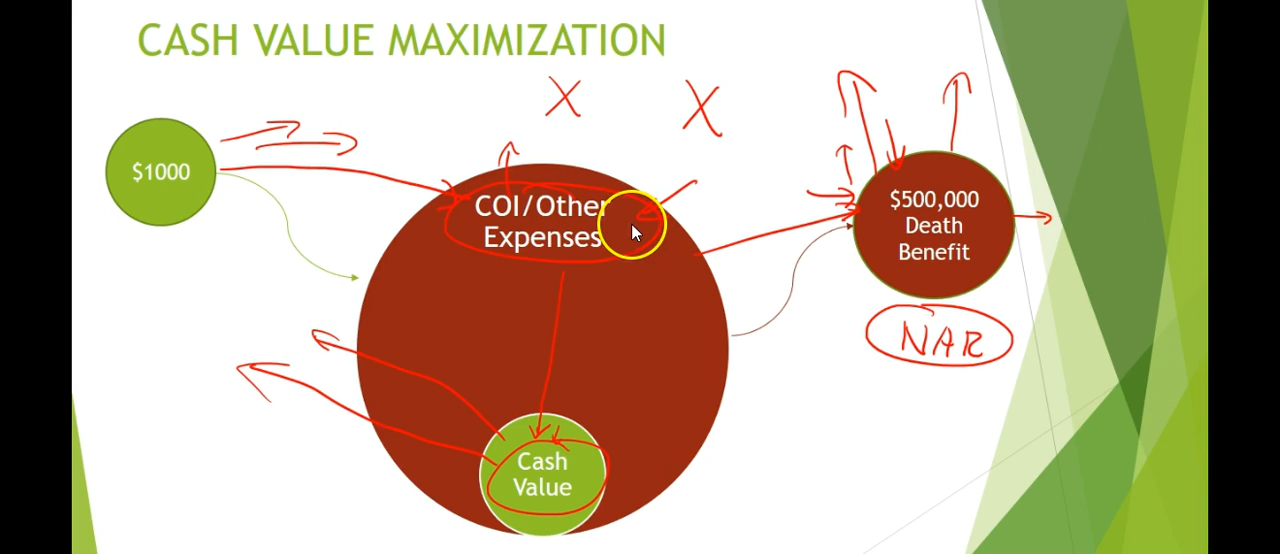 CASH VALUE MAXIMIZATION
X X
$1000
COI/Other
Expenses
$500,000
Death
Benefit
NAR
Cash
Value